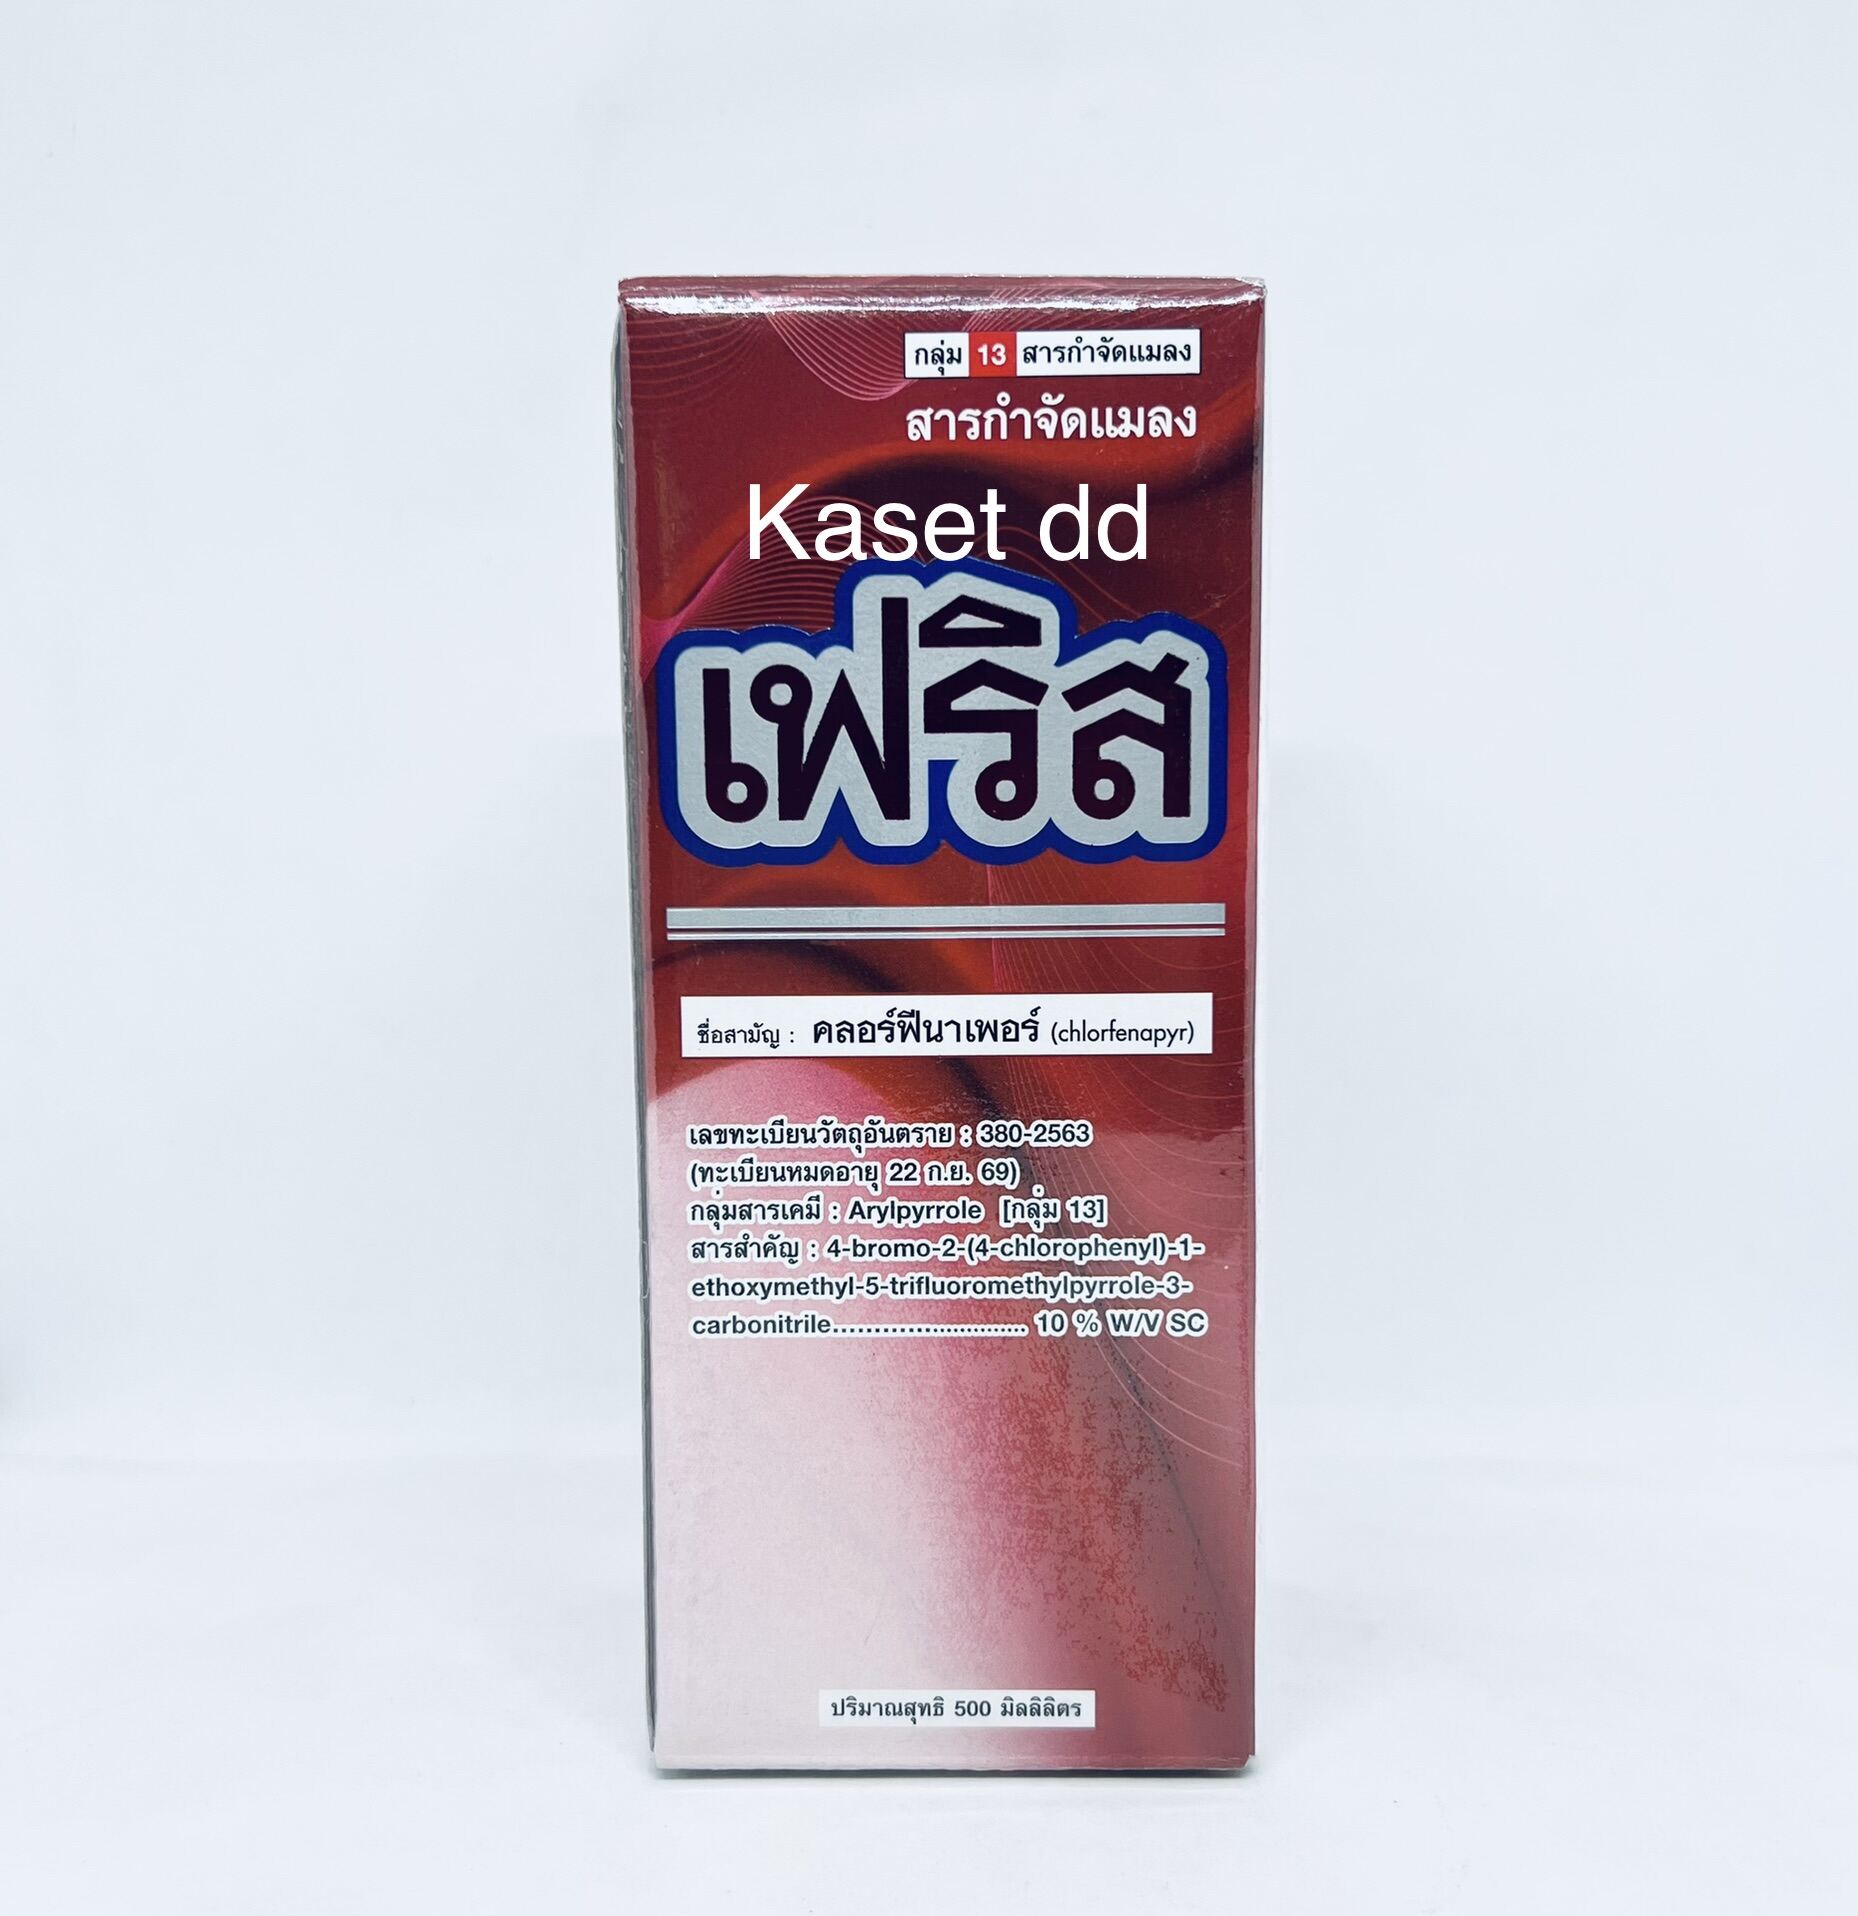 กลุ่ม 13 สารกำจัดแมลง
สารกำจัดแมลง
Kaset dd
เฟริส
ชื่อสามัญ : คลอร์ฟีนาเพอร์ (chlorfenapyr)
เลขทะเบียนวัตถุอันตราย : 380-2563
(ทะเบียนหมดอายุ 22 ก.ย. 69)
กลุ่มสารเคมี : Arylpyrrole [กลุ่ม 13]
สารสำคัญ : 4-bromo-2-(4-chlorophenyl)-1-
ethoxymethyl-5-trifluoromethylpyrrole-3-
carbonitrile........................... 10 % W/V SC
ปริมาณสุทธิ 500 มิลลิลิตร